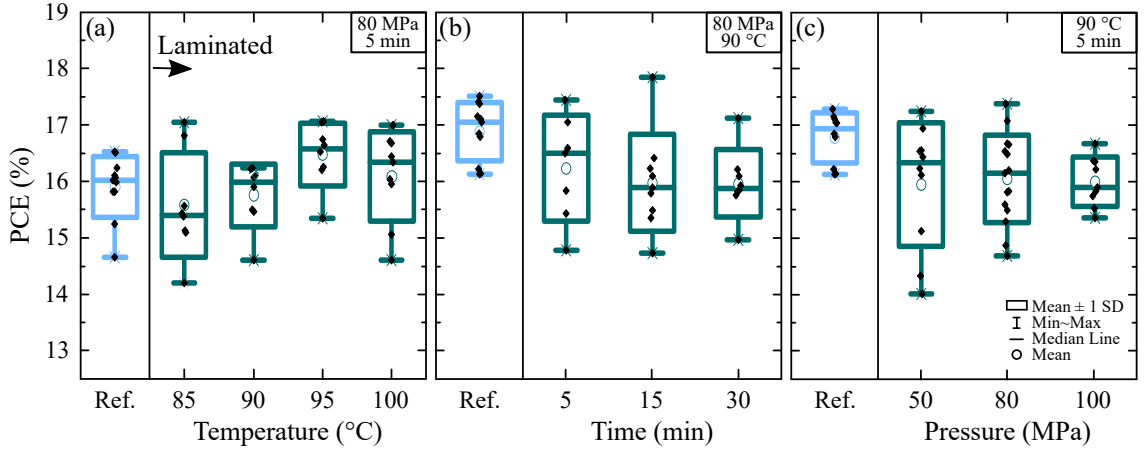 PCE (%)
19
18
17
16
15
14
13
(a)
80 MPa
5 min
Laminated
Ref.
85
90
95
100
Temperature (°C)
(b)
80 MPa
90 °C
Ref.
5
15
30
Time (min)
(c)
90 °C
5 min
Mean ± 1 SD
Min~Max
Median Line
Mean
Ref.
50
80
100
Pressure (MPa)